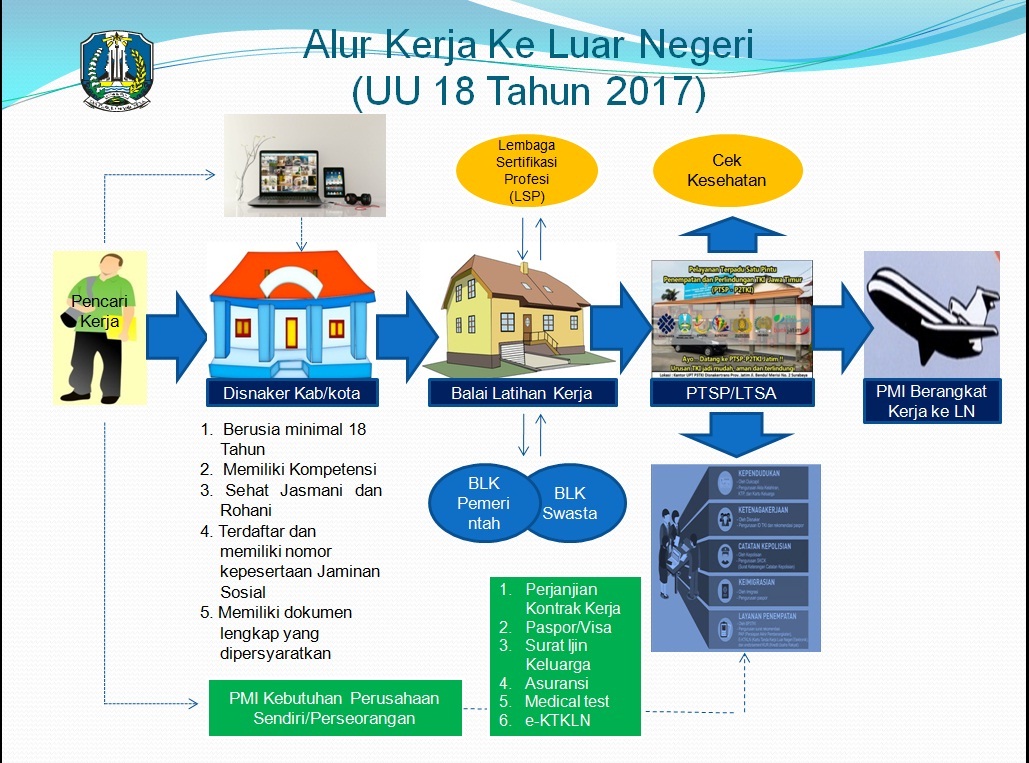 Alur Kerja Ke Luar Negeri
(UU 18 Tahun 2017)
Lembaga
Sertifikasi
Profesi
(LSP)
Cek
Kesehatan
Pencari
Kerja
Pelayanan Terpadu Satu Pintu
Penempatan dan Perlindungan TKI Jawa Timur
(PTSP - P2TKI)
Ayo... Datang ke PTSP-P2TKI Jatim !!
Urusan TKI jadi mudah, aman dan terlindungi
Disnaker Kab/kota
Balai Latihan Kerja
PTSP/LTSA
PMI Berangkat
Kerja ke LN
1. Berusia minimal 18
Tahun
2. Memiliki Kompetensi
3. Sehat Jasmani dan
Rohani
4. Terdaftar dan
memiliki nomor
kepesertaan Jaminan
Sosial
5. Memiliki dokumen
lengkap yang
dipersyaratkan
BLK
Pemeri
ntah
BLK
Swasta
KEPENDUDUKAN
KETENAGAKERJAAN
CATATAN KEPOLISIAN
KEIMIGRASIAN
LAYANAN PENEMPATAN
1. Perjanjian
Kontrak Kerja
2. Paspor/Visa
3. Surat Ijin
Keluarga
4. Asuransi
5. Medical test
6. e-KTKLN
PMI Kebutuhan Perusahaan
Sendiri/Perseorangan